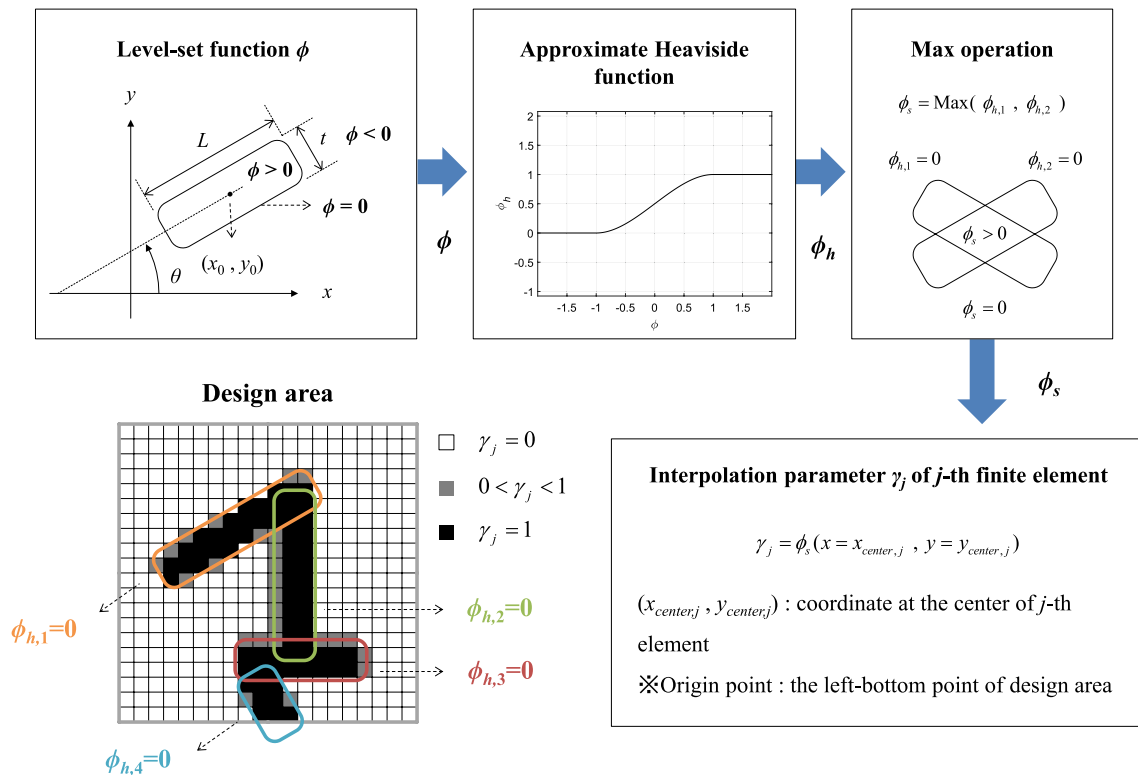 Level-set function ϕ
y
L
t
ϕ<0
ϕ>0
ϕ=0
(x₀ , y₀)
θ
x
ϕ
Approximate Heaviside
function
2
1.5
1
0.5
0
-0.5
-1
ϕₕ
-1.5
-1
-0.5
0
0.5
1
1.5
ϕ
ϕₕ
Max operation
ϕₛ = Max( ϕₕ,₁ , ϕₕ,₂ )
ϕₕ,₁ = 0
ϕₕ,₂ = 0
ϕₛ > 0
ϕₛ = 0
ϕₛ
Design area
γⱼ = 0
0 < γⱼ < 1
γⱼ = 1
ϕₕ,₁=0
ϕₕ,₂=0
ϕₕ,₃=0
ϕₕ,₄=0
Interpolation parameter γⱼ of j-th finite element
γⱼ = ϕₛ(x = x_center,j , y = y_center,j)
(x_center,j , y_center,j) : coordinate at the center of j-th
element
※Origin point : the left-bottom point of design area